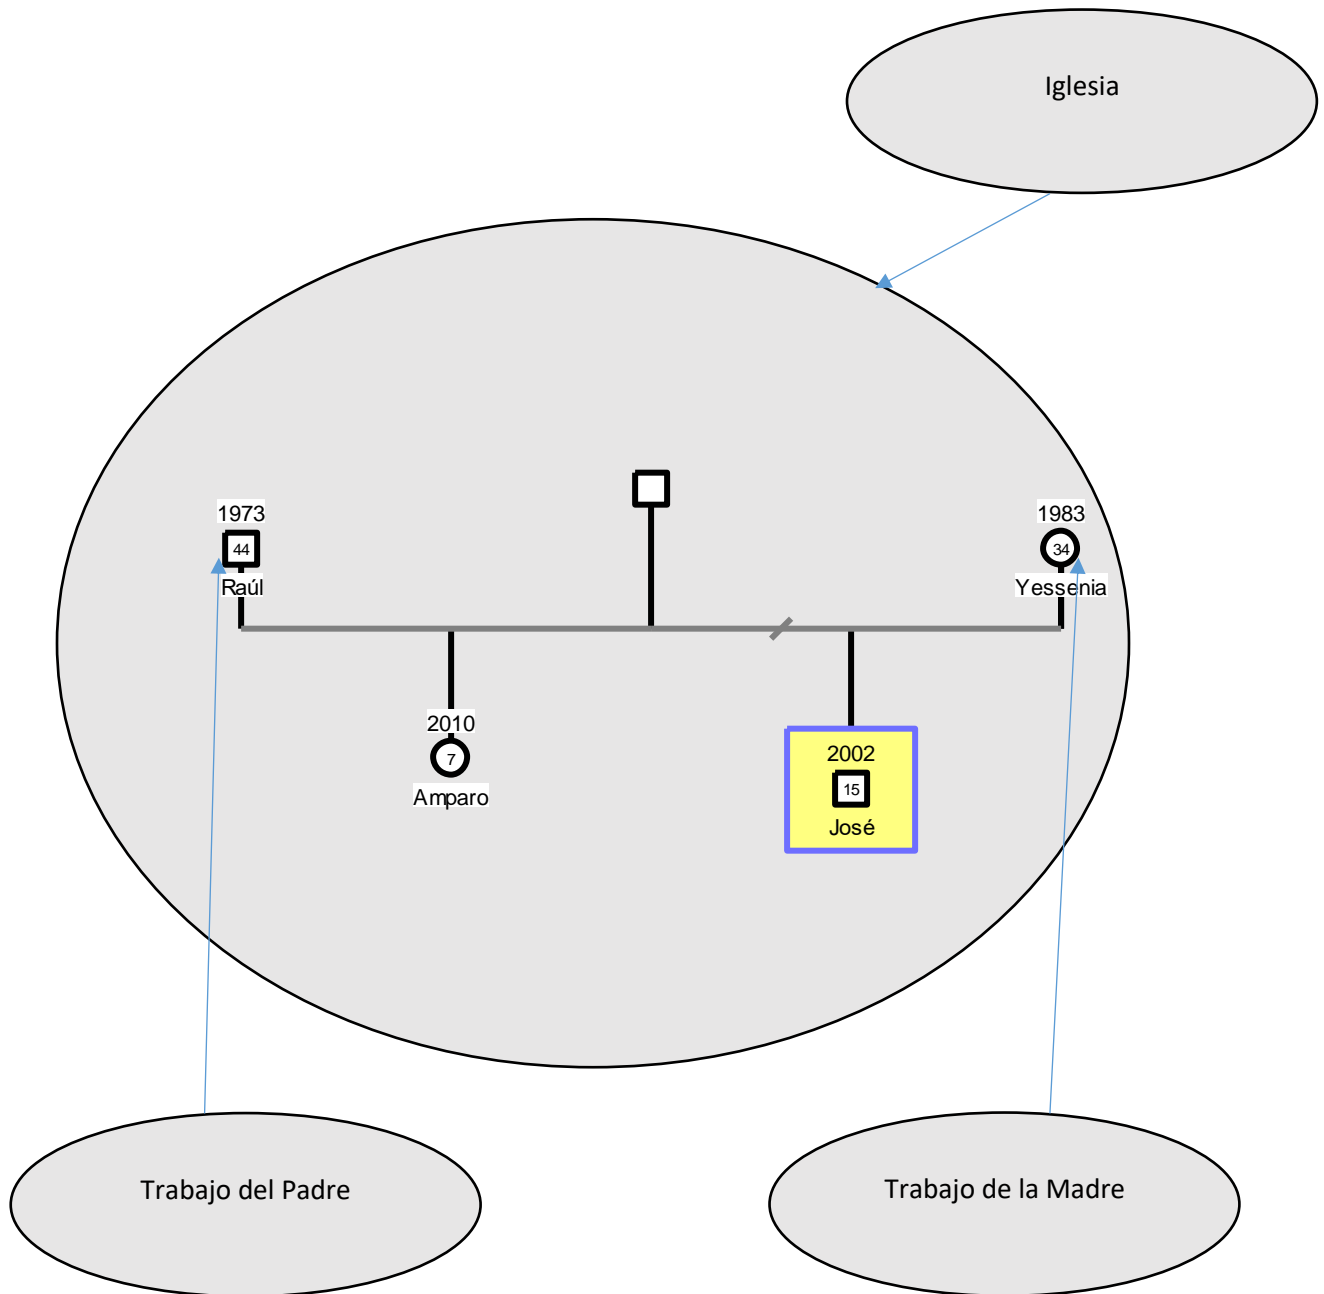 Iglesia
1973
44
Raúl
1983
34
Yessenia
2010
7
Amparo
2002
15
José
Trabajo del Padre
Trabajo de la Madre